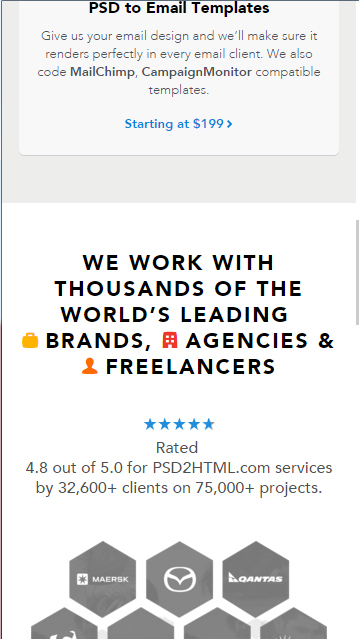 PSD to Email Templates
Give us your email design and we'll make sure it
renders perfectly in every email client. We also
code MailChimp, CampaignMonitor compatible
templates.
Starting at $199
WE WORK WITH
THOUSANDS OF THE
WORLD'S LEADING
BRANDS, AGENCIES &
FREELANCERS
Rated
4.8 out of 5.0 for PSD2HTML.com services
by 32,600+ clients on 75,000+ projects.
MAERSK
QANTAS